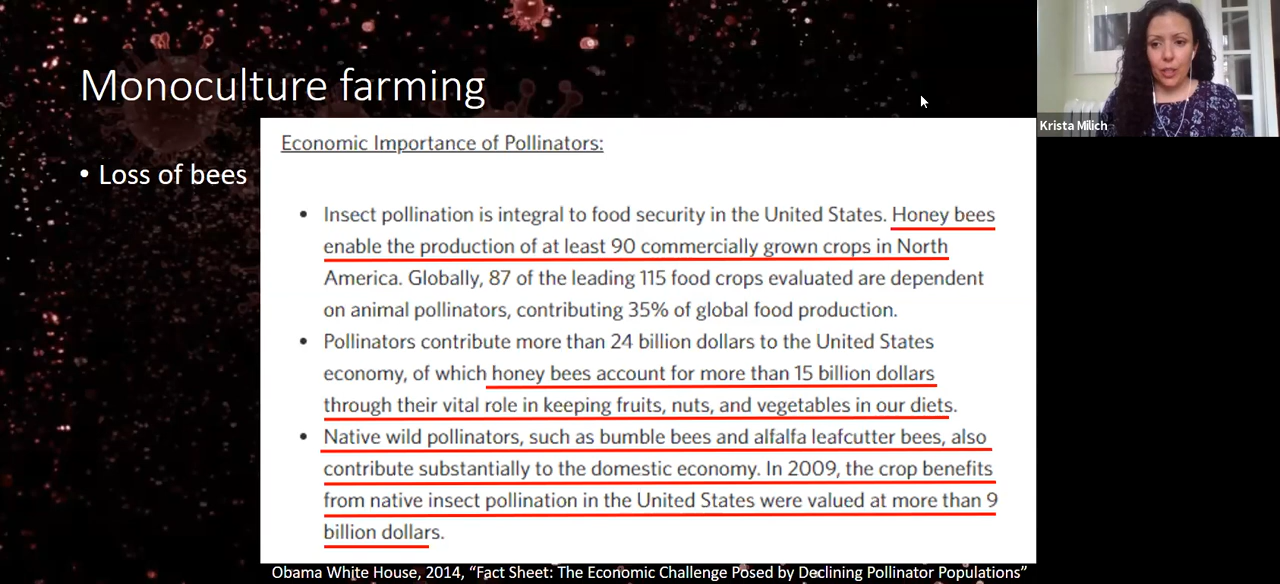 Monoculture farming
Krista Milich
• Loss of bees
Economic Importance of Pollinators:
• Insect pollination is integral to food security in the United States. Honey bees
enable the production of at least 90 commercially grown crops in North
America. Globally, 87 of the leading 115 food crops evaluated are dependent
on animal pollinators, contributing 35% of global food production.
• Pollinators contribute more than 24 billion dollars to the United States
economy, of which honey bees account for more than 15 billion dollars
through their vital role in keeping fruits, nuts, and vegetables in our diets.
• Native wild pollinators, such as bumble bees and alfalfa leafcutter bees, also
contribute substantially to the domestic economy. In 2009, the crop benefits
from native insect pollination in the United States were valued at more than 9
billion dollars.
Obama White House, 2014, “Fact Sheet: The Economic Challenge Posed by Declining Pollinator Populations”